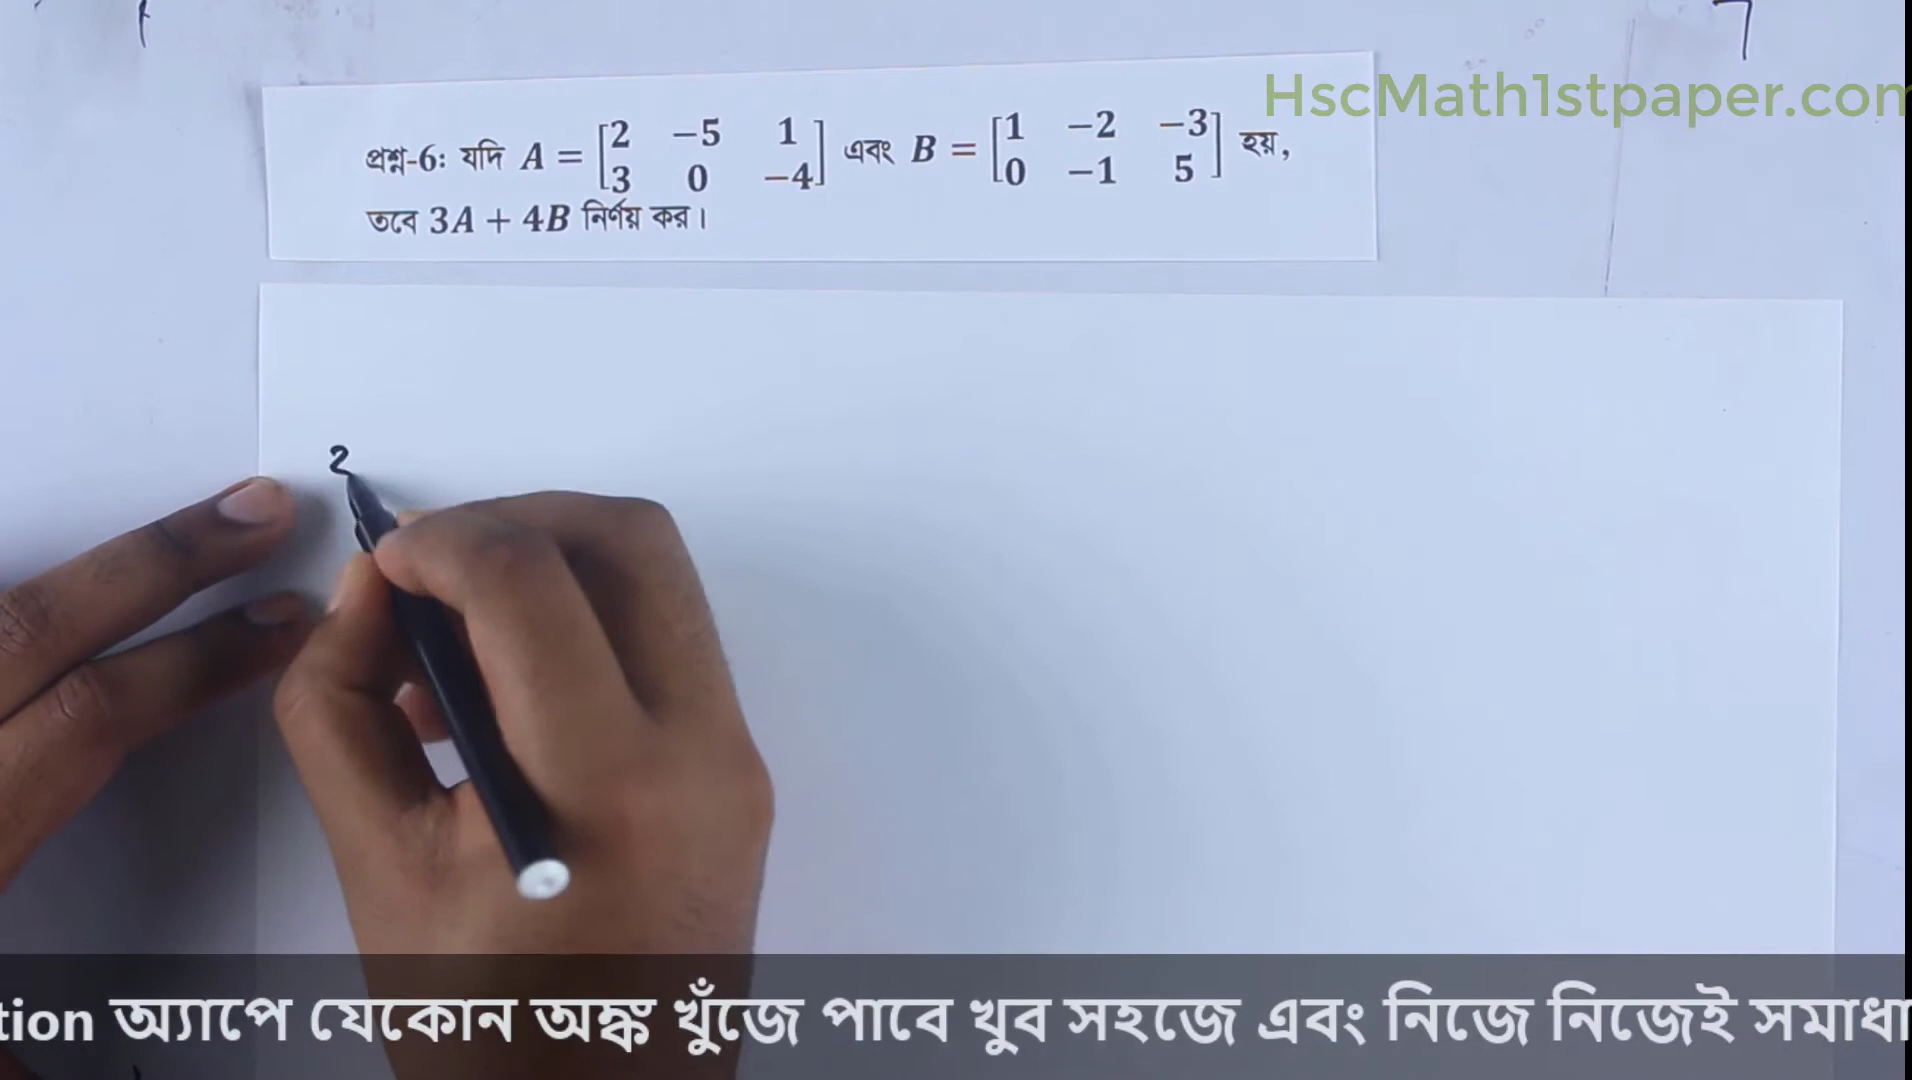 HscMath1stpaper.com
প্রশ্ন-6: যদি A = [2 −5 1
3 0 −4] এবং B = [1 −2 −3
0 −1 5] হয়,
তবে 3A + 4B নির্ণয় কর।
2
tion অ্যাপে যেকোন অঙ্ক খুঁজে পাবে খুব সহজে এবং নিজে নিজেই সমাধা